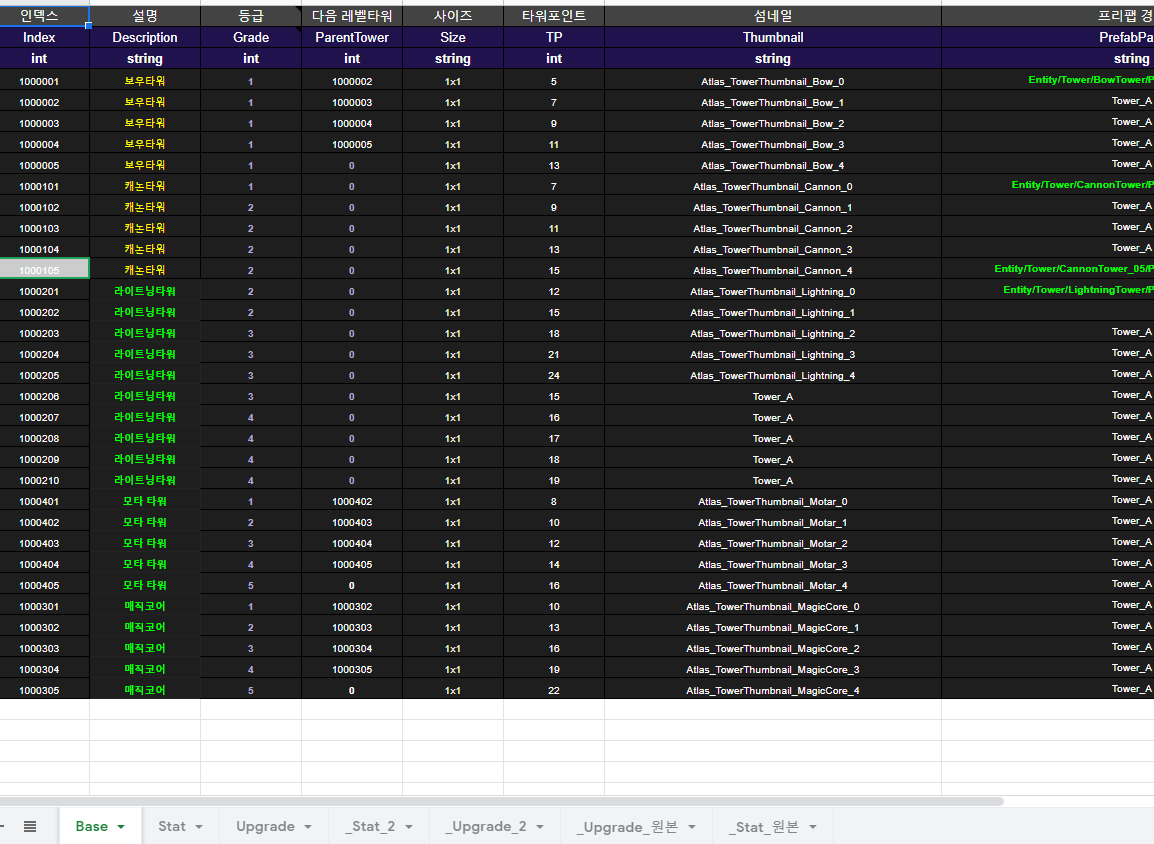 인덱스 설명 등급 다음 레벨타워 사이즈 타워포인트 섬네일 프리팹 경
Index Description Grade ParentTower Size TP Thumbnail PrefabPa
int string int int string int string string
1000001 보우타워 1 1000002 1x1 5 Atlas_TowerThumbnail_Bow_0 Entity/Tower/BowTower/P
1000002 보우타워 1 1000003 1x1 7 Atlas_TowerThumbnail_Bow_1 Tower_A
1000003 보우타워 1 1000004 1x1 9 Atlas_TowerThumbnail_Bow_2 Tower_A
1000004 보우타워 1 1000005 1x1 11 Atlas_TowerThumbnail_Bow_3 Tower_A
1000005 보우타워 1 0 1x1 13 Atlas_TowerThumbnail_Bow_4 Tower_A
1000101 캐논타워 1 0 1x1 7 Atlas_TowerThumbnail_Cannon_0 Entity/Tower/CannonTower/P
1000102 캐논타워 2 0 1x1 9 Atlas_TowerThumbnail_Cannon_1 Tower_A
1000103 캐논타워 2 0 1x1 11 Atlas_TowerThumbnail_Cannon_2 Tower_A
1000104 캐논타워 2 0 1x1 13 Atlas_TowerThumbnail_Cannon_3 Tower_A
1000105 캐논타워 2 0 1x1 15 Atlas_TowerThumbnail_Cannon_4 Entity/Tower/CannonTower_05/P
1000201 라이트닝타워 2 0 1x1 12 Atlas_TowerThumbnail_Lightning_0 Entity/Tower/LightningTower/P
1000202 라이트닝타워 2 0 1x1 15 Atlas_TowerThumbnail_Lightning_1
1000203 라이트닝타워 3 0 1x1 18 Atlas_TowerThumbnail_Lightning_2 Tower_A
1000204 라이트닝타워 3 0 1x1 21 Atlas_TowerThumbnail_Lightning_3 Tower_A
1000205 라이트닝타워 3 0 1x1 24 Atlas_TowerThumbnail_Lightning_4 Tower_A
1000206 라이트닝타워 3 0 1x1 15 Tower_A Tower_A
1000207 라이트닝타워 4 0 1x1 16 Tower_A Tower_A
1000208 라이트닝타워 4 0 1x1 17 Tower_A Tower_A
1000209 라이트닝타워 4 0 1x1 18 Tower_A Tower_A
1000210 라이트닝타워 4 0 1x1 19 Tower_A Tower_A
1000401 모타 타워 1 1000402 1x1 8 Atlas_TowerThumbnail_Motar_0 Tower_A
1000402 모타 타워 2 1000403 1x1 10 Atlas_TowerThumbnail_Motar_1 Tower_A
1000403 모타 타워 3 1000404 1x1 12 Atlas_TowerThumbnail_Motar_2 Tower_A
1000404 모타 타워 4 1000405 1x1 14 Atlas_TowerThumbnail_Motar_3 Tower_A
1000405 모타 타워 5 0 1x1 16 Atlas_TowerThumbnail_Motar_4 Tower_A
1000301 매직코어 1 1000302 1x1 10 Atlas_TowerThumbnail_MagicCore_0 Tower_A
1000302 매직코어 2 1000303 1x1 13 Atlas_TowerThumbnail_MagicCore_1 Tower_A
1000303 매직코어 3 1000304 1x1 16 Atlas_TowerThumbnail_MagicCore_2 Tower_A
1000304 매직코어 4 1000305 1x1 19 Atlas_TowerThumbnail_MagicCore_3 Tower_A
1000305 매직코어 5 0 1x1 22 Atlas_TowerThumbnail_MagicCore_4 Tower_A
Base Stat Upgrade _Stat_2 _Upgrade_2 _Upgrade_원본 _Stat_원본